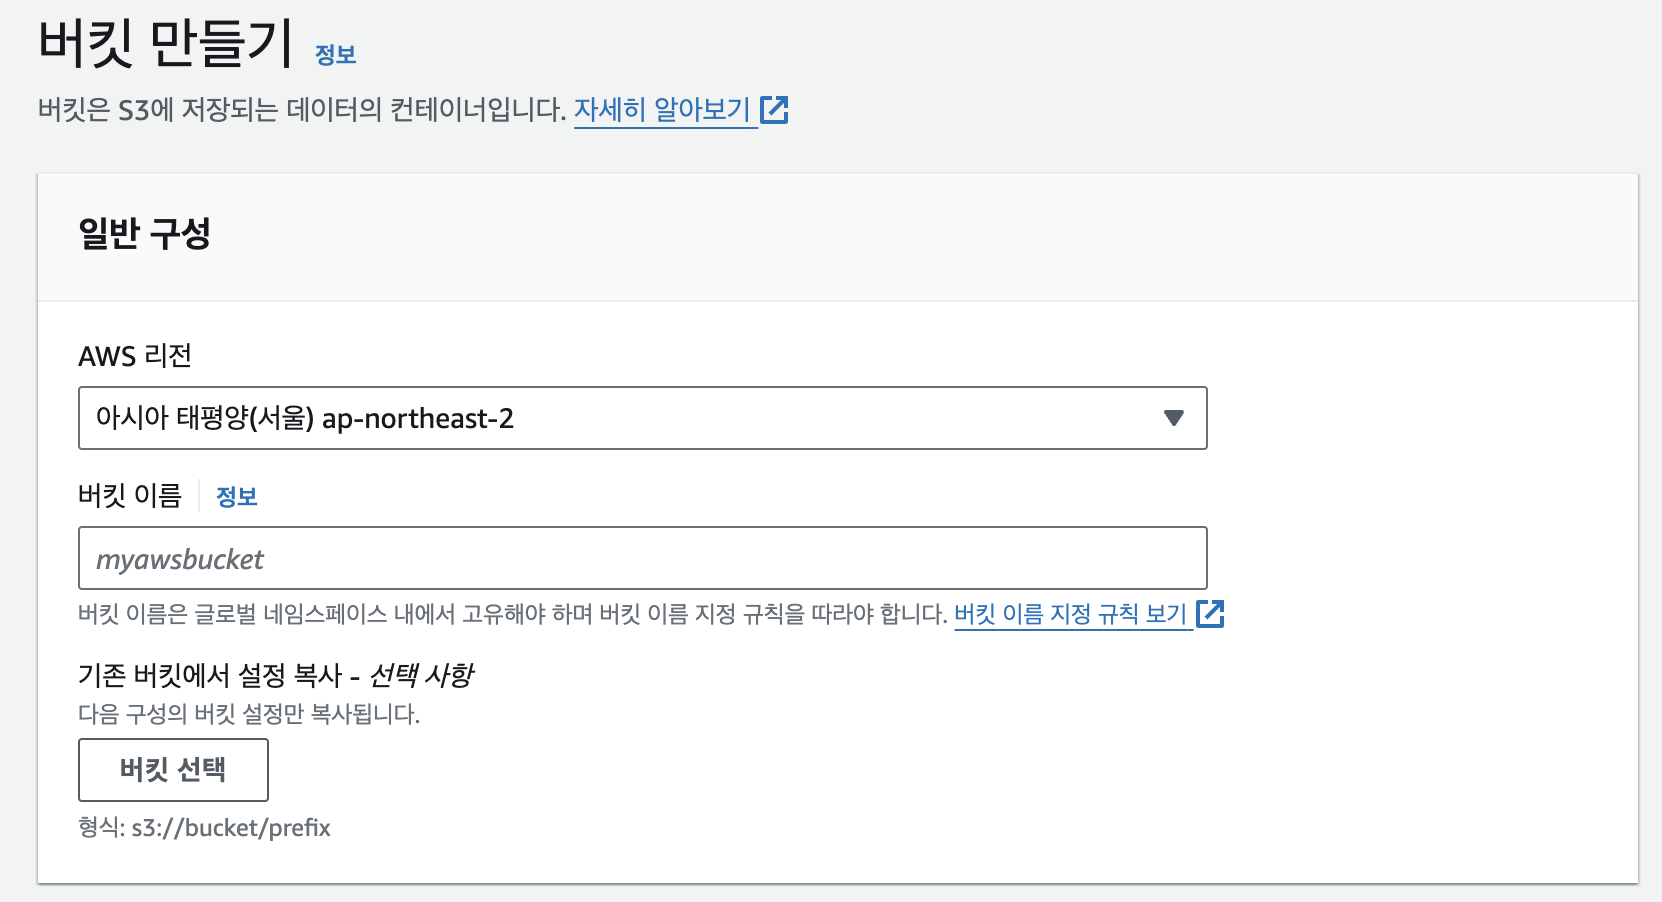 버킷 만들기 정보
버킷은 S3에 저장되는 데이터의 컨테이너입니다. 자세히 알아보기
일반 구성
AWS 리전
아시아 태평양(서울) ap-northeast-2
버킷 이름 정보
myawsbucket
버킷 이름은 글로벌 네임스페이스 내에서 고유해야 하며 버킷 이름 지정 규칙을 따라야 합니다. 버킷 이름 지정 규칙 보기
기존 버킷에서 설정 복사 - 선택 사항
다음 구성의 버킷 설정만 복사됩니다.
버킷 선택
형식: s3://bucket/prefix